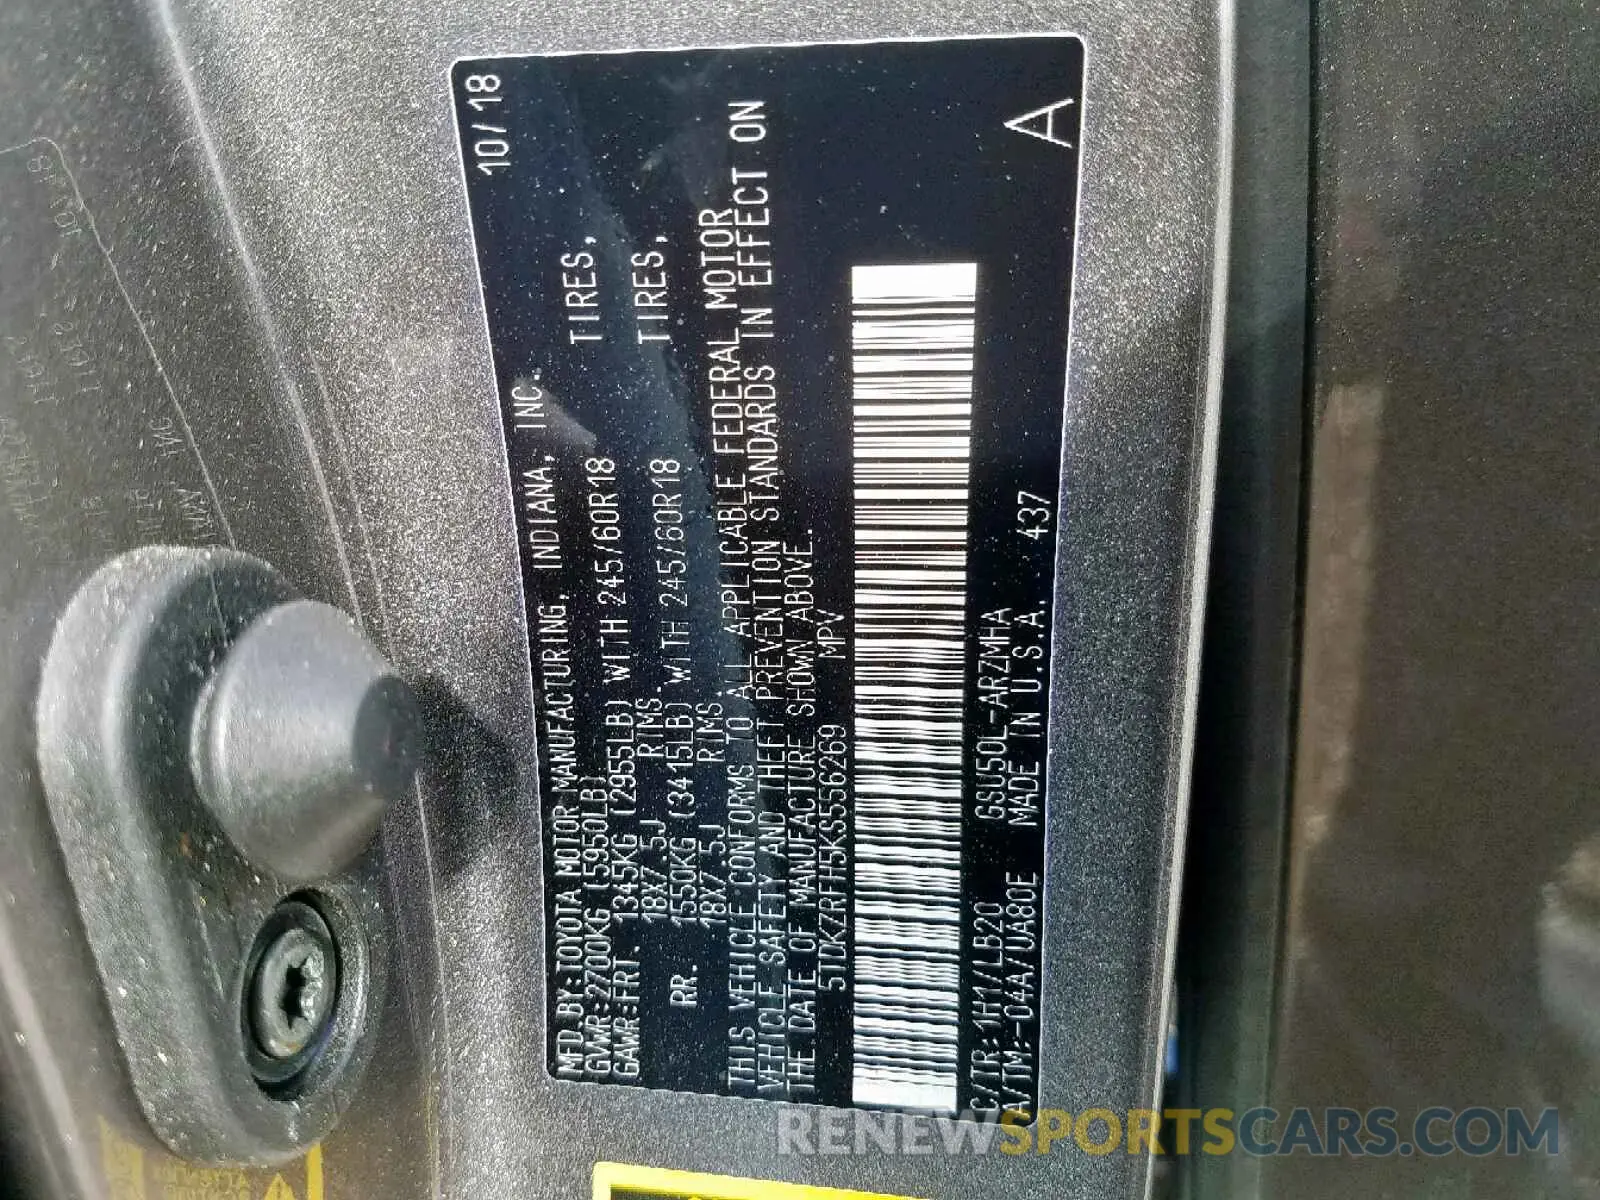 MFD.BY:TOYOTA MOTOR MANUFACTURING, INDIANA, INC. 10/18
GVWR:2700KG (5950LB)
GAWR:FRT. 1345KG (2955LB) WITH 245/60R18 TIRES,
18X7.5J RIMS.
RR. 1550KG (3415LB) WITH 245/60R18 TIRES,
18X7.5J RIMS.
THIS VEHICLE CONFORMS TO ALL APPLICABLE FEDERAL MOTOR
VEHICLE SAFETY AND THEFT PREVENTION STANDARDS IN EFFECT ON
THE DATE OF MANUFACTURE SHOWN ABOVE.
5TDKZRFH5KS556269 MPV
C/TR:1H1/LB20 GSU50L-ARZMHA
A/TM:-04A/UA80E MADE IN U.S.A. 437
A
RENEWSPORTSCARS.COM